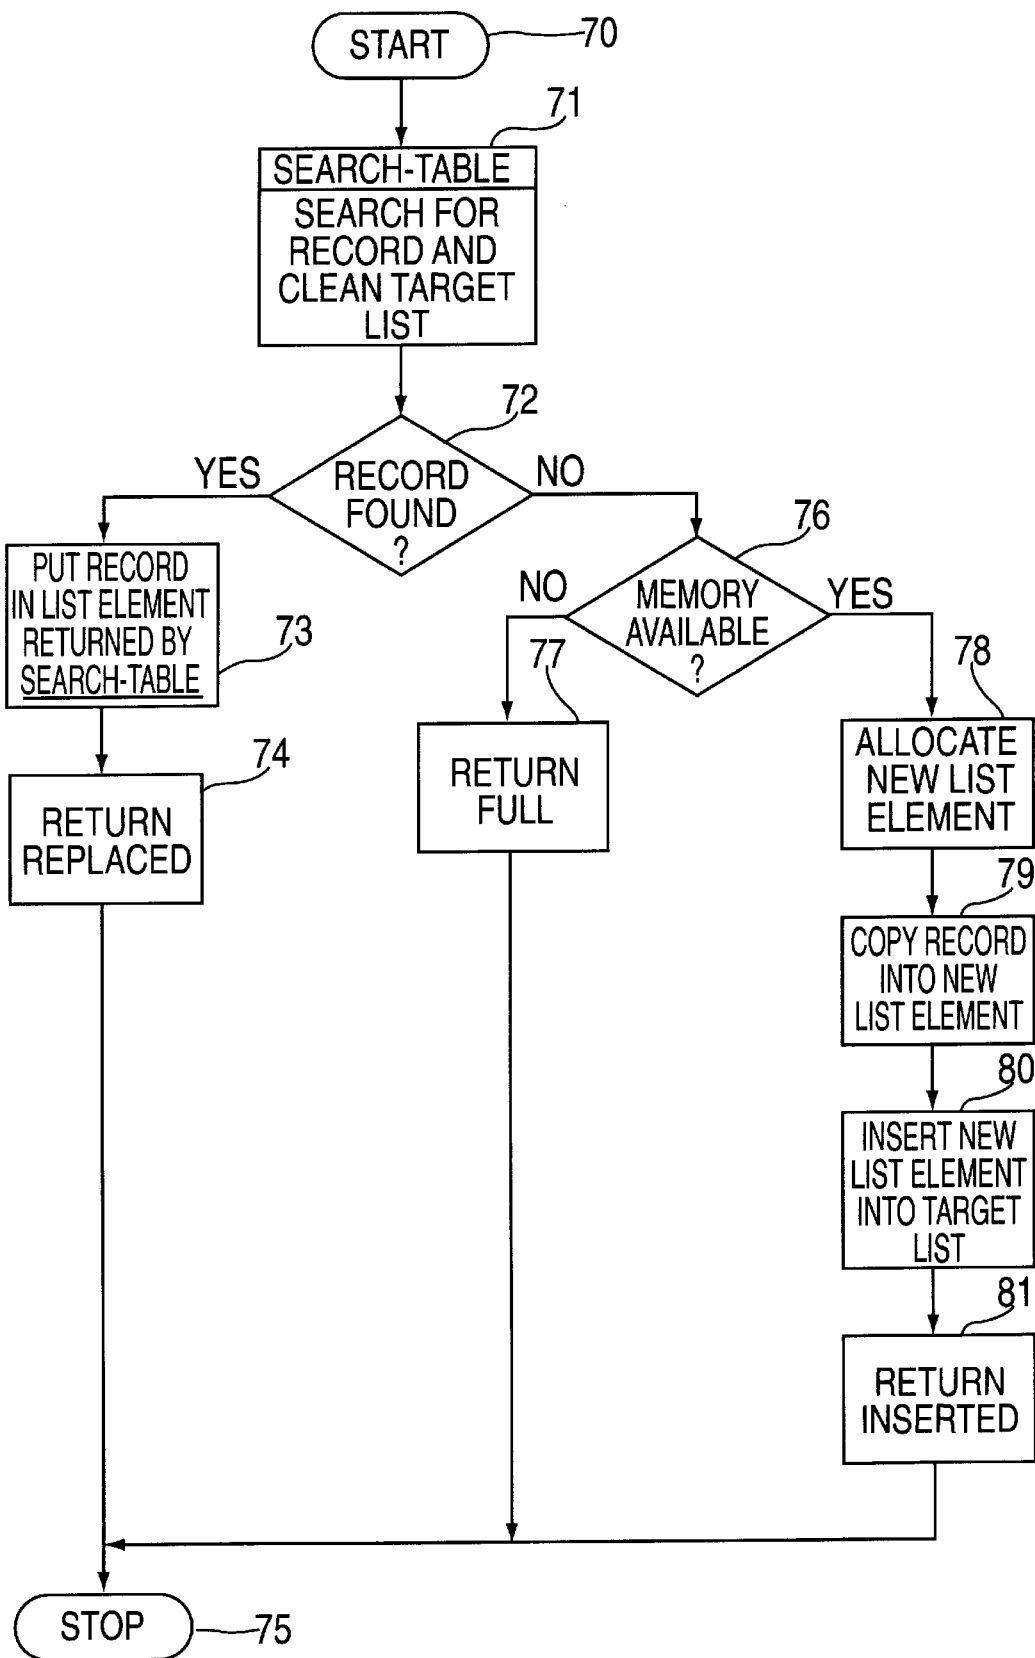 START
70
71
SEARCH-TABLE
SEARCH FOR
RECORD AND
CLEAN TARGET
LIST
72
YES
RECORD
FOUND
?
NO
76
PUT RECORD
IN LIST ELEMENT
RETURNED BY
SEARCH-TABLE
73
NO
MEMORY
AVAILABLE
?
YES
77
78
74
RETURN
REPLACED
RETURN
FULL
ALLOCATE
NEW LIST
ELEMENT
79
COPY RECORD
INTO NEW
LIST ELEMENT
80
INSERT NEW
LIST ELEMENT
INTO TARGET
LIST
81
RETURN
INSERTED
STOP
75